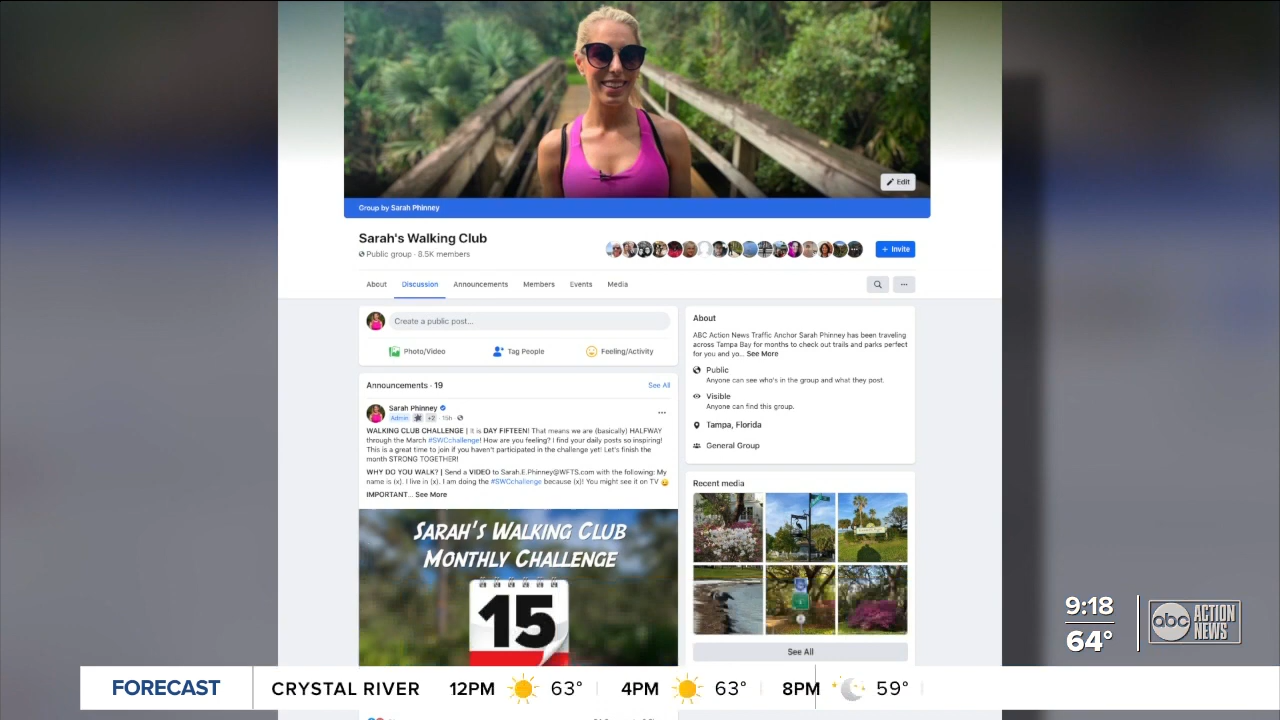 Edit
Group by Sarah Phinney
Sarah's Walking Club
Public group · 8.5K members
+ Invite
About Discussion Announcements Members Events Media
Create a public post...
Photo/Video Tag People Feeling/Activity
Announcements · 19 See All
Sarah Phinney
Admin +2 · 15h ·
WALKING CLUB CHALLENGE | It is DAY FIFTEEN! That means we are (basically) HALFWAY
through the March #SWCchallenge! How are you feeling? I find your daily posts so inspiring!
This is a great time to join if you haven't participated in the challenge yet! Let's finish the
month STRONG TOGETHER!
WHY DO YOU WALK? | Send a VIDEO to Sarah.E.Phinney@WFTS.com with the following: My
name is (x). I live in (x). I am doing the #SWCchallenge because (x)! You might see it on TV
IMPORTANT... See More
SARAH'S WALKING CLUB
MONTHLY CHALLENGE
15
About
ABC Action News Traffic Anchor Sarah Phinney has been traveling
across Tampa Bay for months to check out trails and parks perfect
for you and yo... See More
Public
Anyone can see who's in the group and what they post.
Visible
Anyone can find this group.
Tampa, Florida
General Group
Recent media
See All
9:18
64°
abc ACTION
NEWS
FORECAST CRYSTAL RIVER 12PM 63° 4PM 63° 8PM 59°